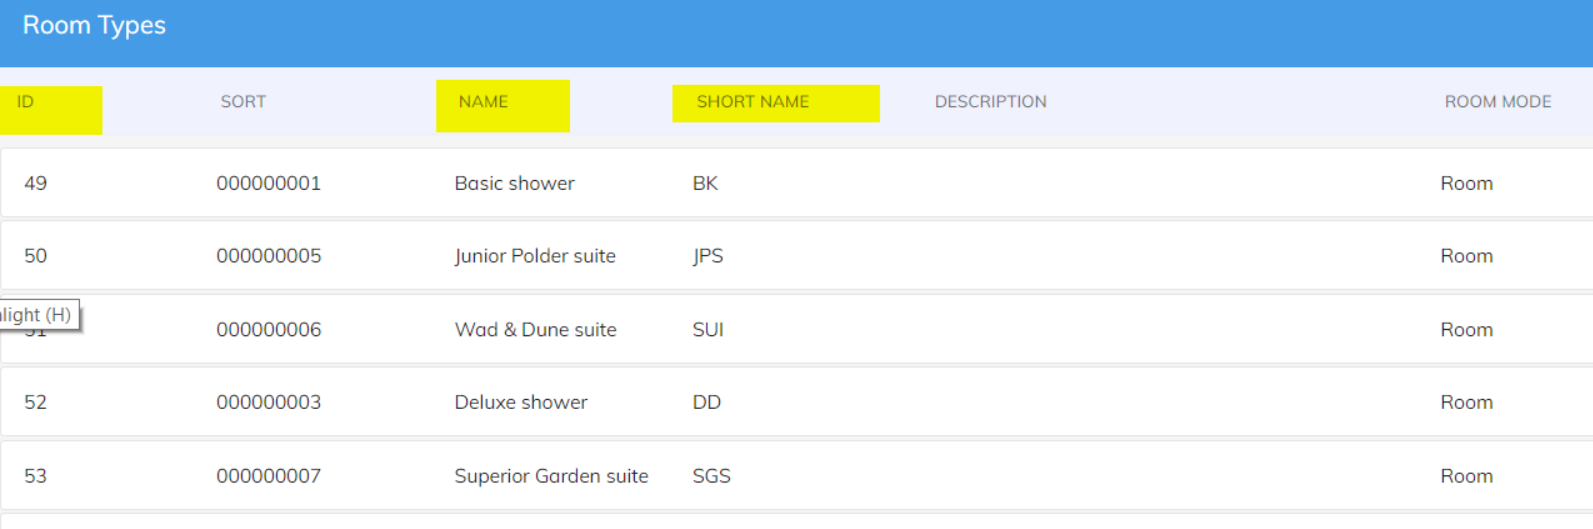 Room Types
ID SORT NAME SHORT NAME DESCRIPTION ROOM MODE
49 000000001 Basic shower BK Room
50 000000005 Junior Polder suite JPS Room
light (H)
51 000000006 Wad & Dune suite SUI Room
52 000000003 Deluxe shower DD Room
53 000000007 Superior Garden suite SGS Room